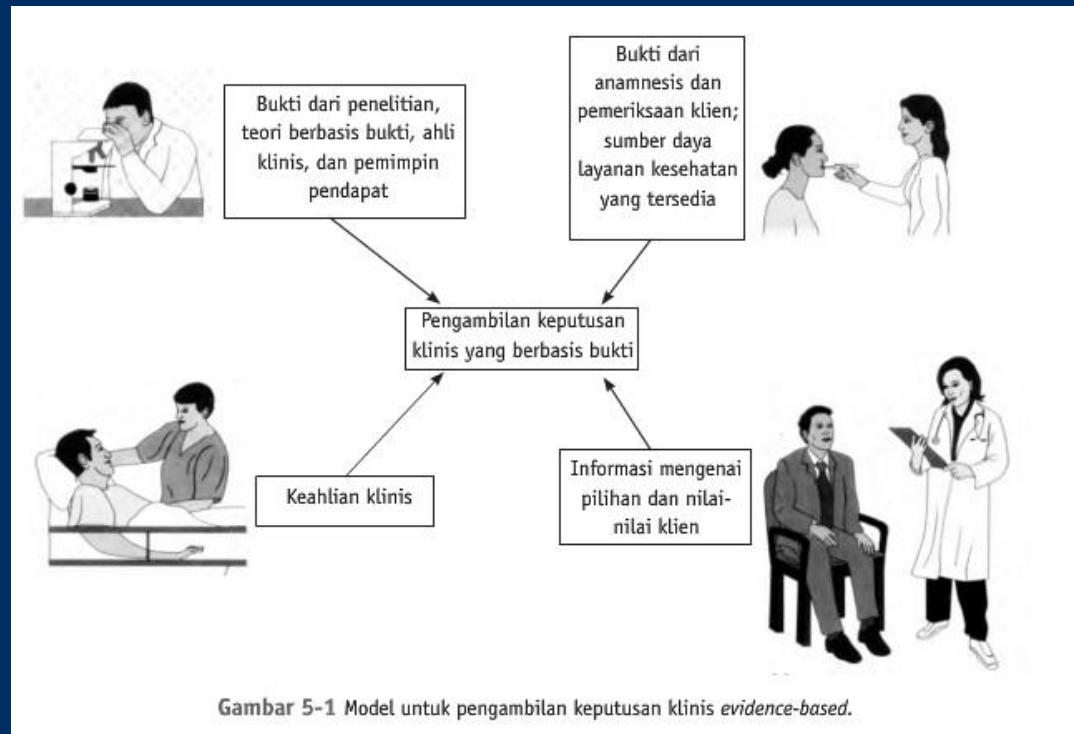 Bukti dari penelitian,
teori berbasis bukti, ahli
klinis, dan pemimpin
pendapat
Bukti dari
anamnesis dan
pemeriksaan klien;
sumber daya
layanan kesehatan
yang tersedia
Pengambilan keputusan
klinis yang berbasis bukti
Keahlian klinis
Informasi mengenai
pilihan dan nilai-
nilai klien
Gambar 5-1 Model untuk pengambilan keputusan klinis evidence-based.